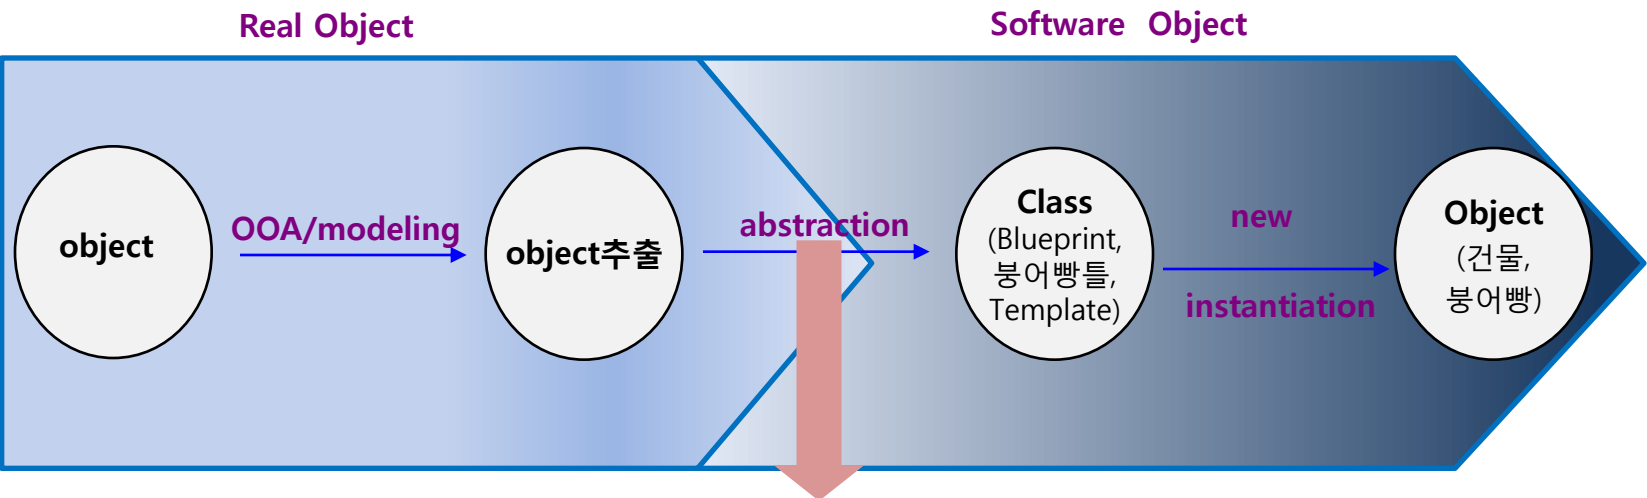 Real Object
Software Object
object
OOA/modeling
object추출
abstraction
Class
(Blueprint,
붕어빵틀,
Template)
new
instantiation
Object
(건물,
붕어빵)